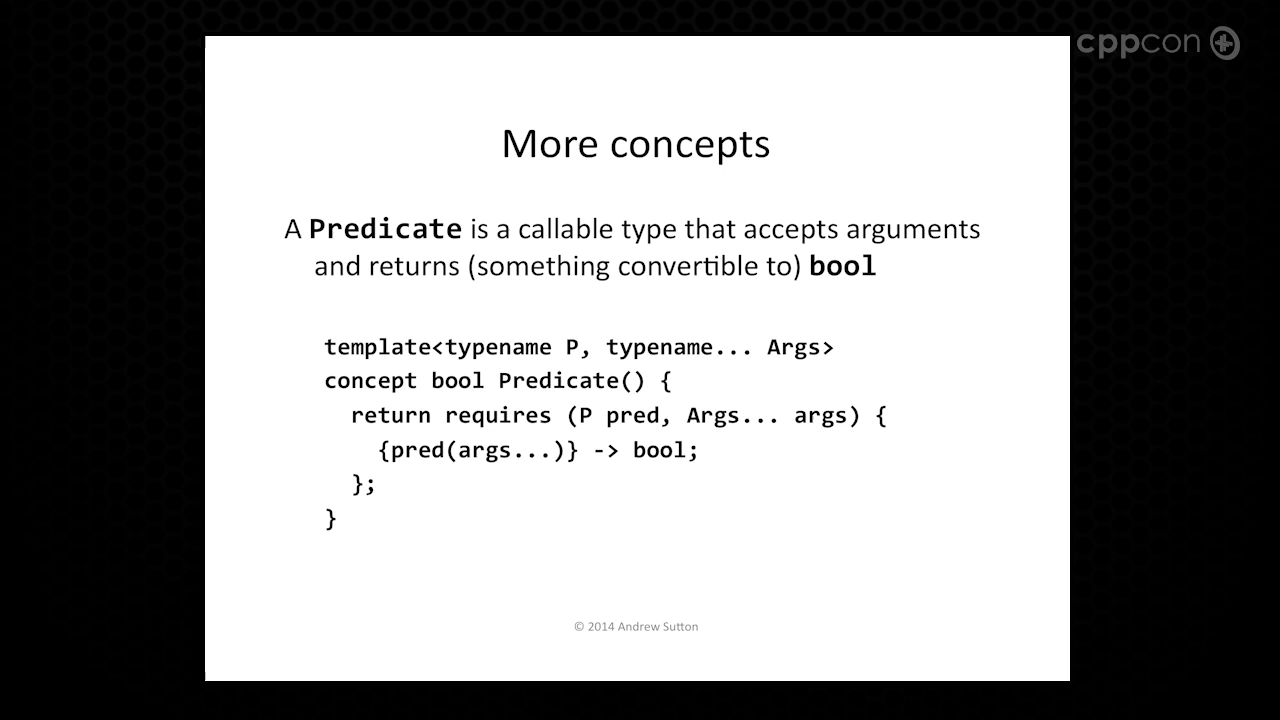 cppcon
More concepts
A Predicate is a callable type that accepts arguments
and returns (something convertible to) bool
template<typename P, typename... Args>
concept bool Predicate() {
  return requires (P pred, Args... args) {
    {pred(args...)} -> bool;
  };
}
© 2014 Andrew Sutton